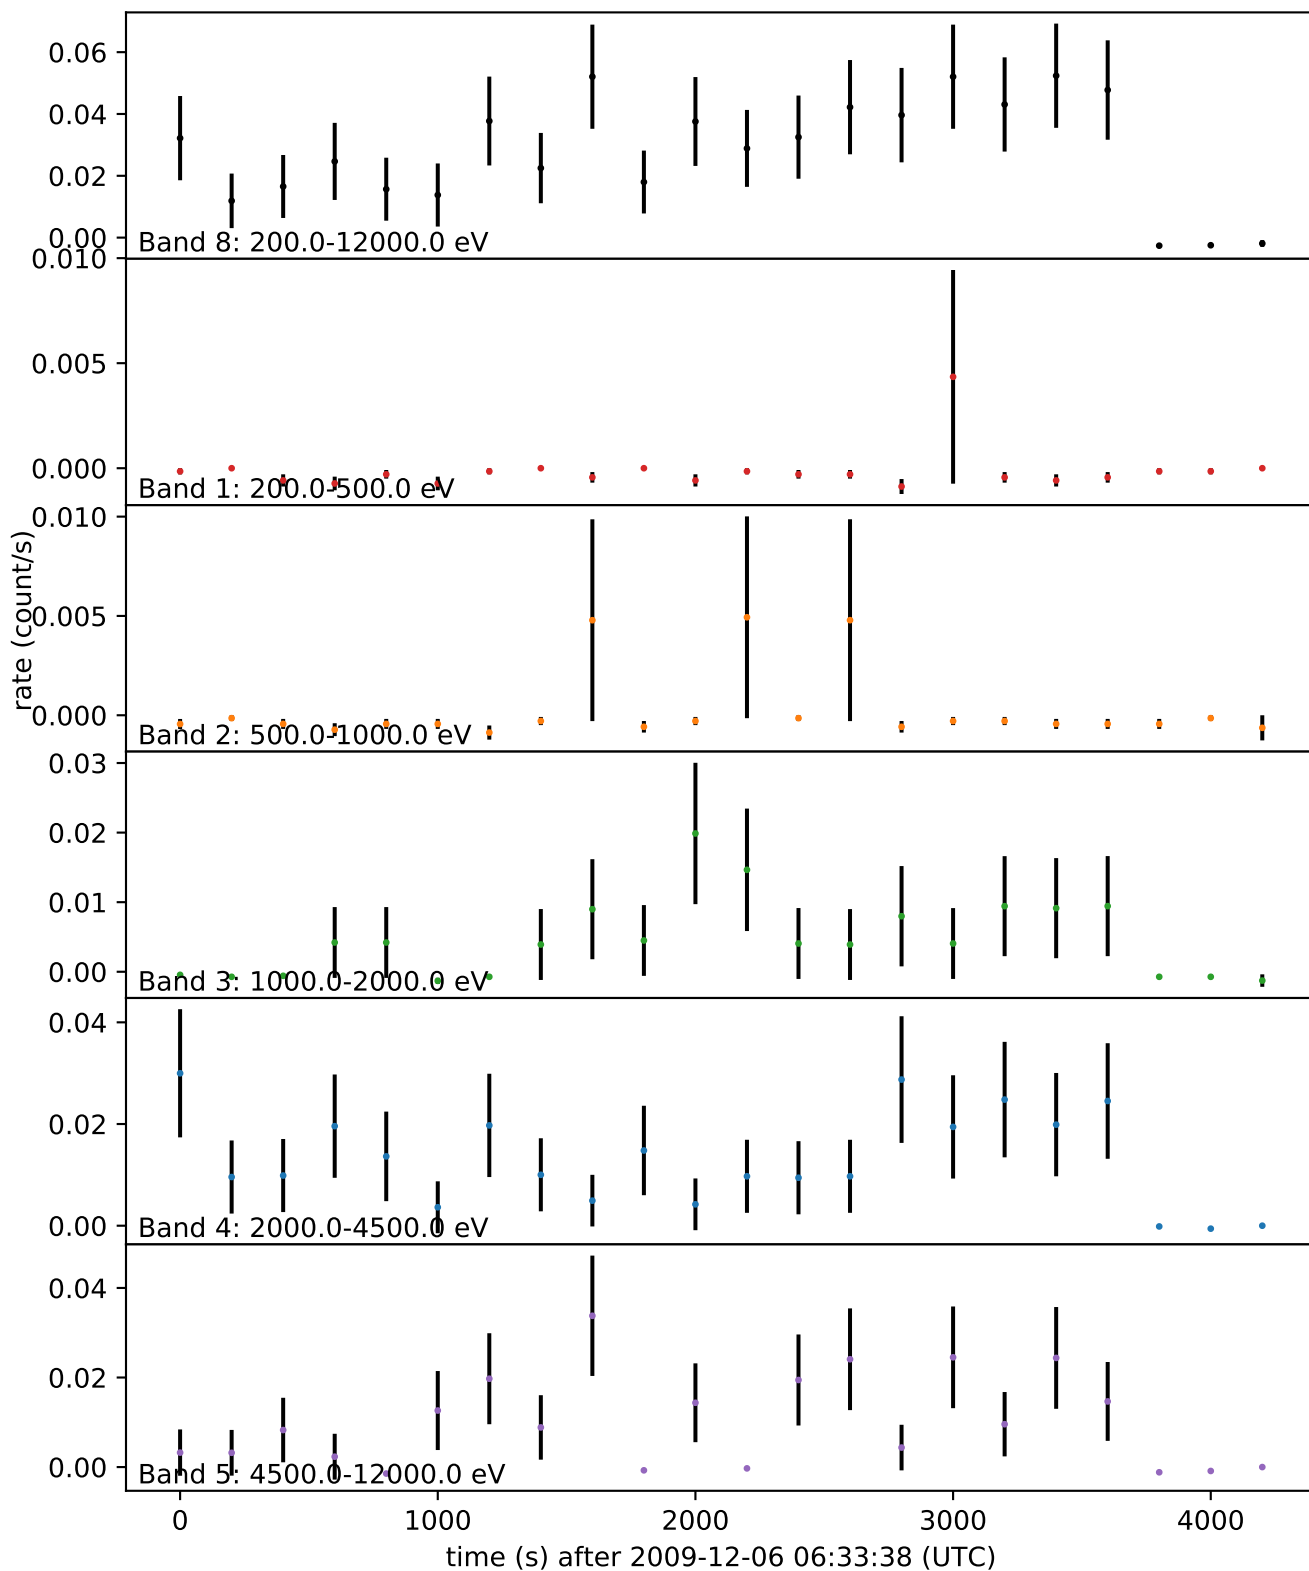 0.06
0.04
0.02
0.00
Band 8: 200.0-12000.0 eV
0.010
0.005
0.000
Band 1: 200.0-500.0 eV
0.010
0.005
0.000
Band 2: 500.0-1000.0 eV
rate (count/s)
0.03
0.02
0.01
0.00
Band 3: 1000.0-2000.0 eV
0.04
0.02
0.00
Band 4: 2000.0-4500.0 eV
0.04
0.02
0.00
Band 5: 4500.0-12000.0 eV
0 1000 2000 3000 4000
time (s) after 2009-12-06 06:33:38 (UTC)